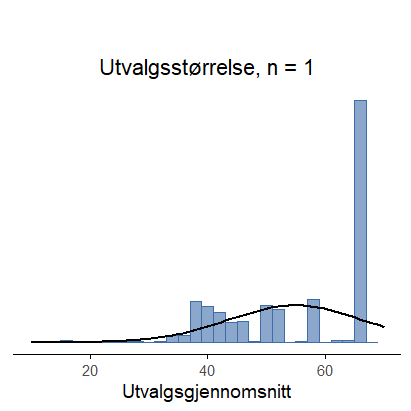 Utvalgsstørrelse, n = 1
20 40 60
Utvalgsgjennomsnitt